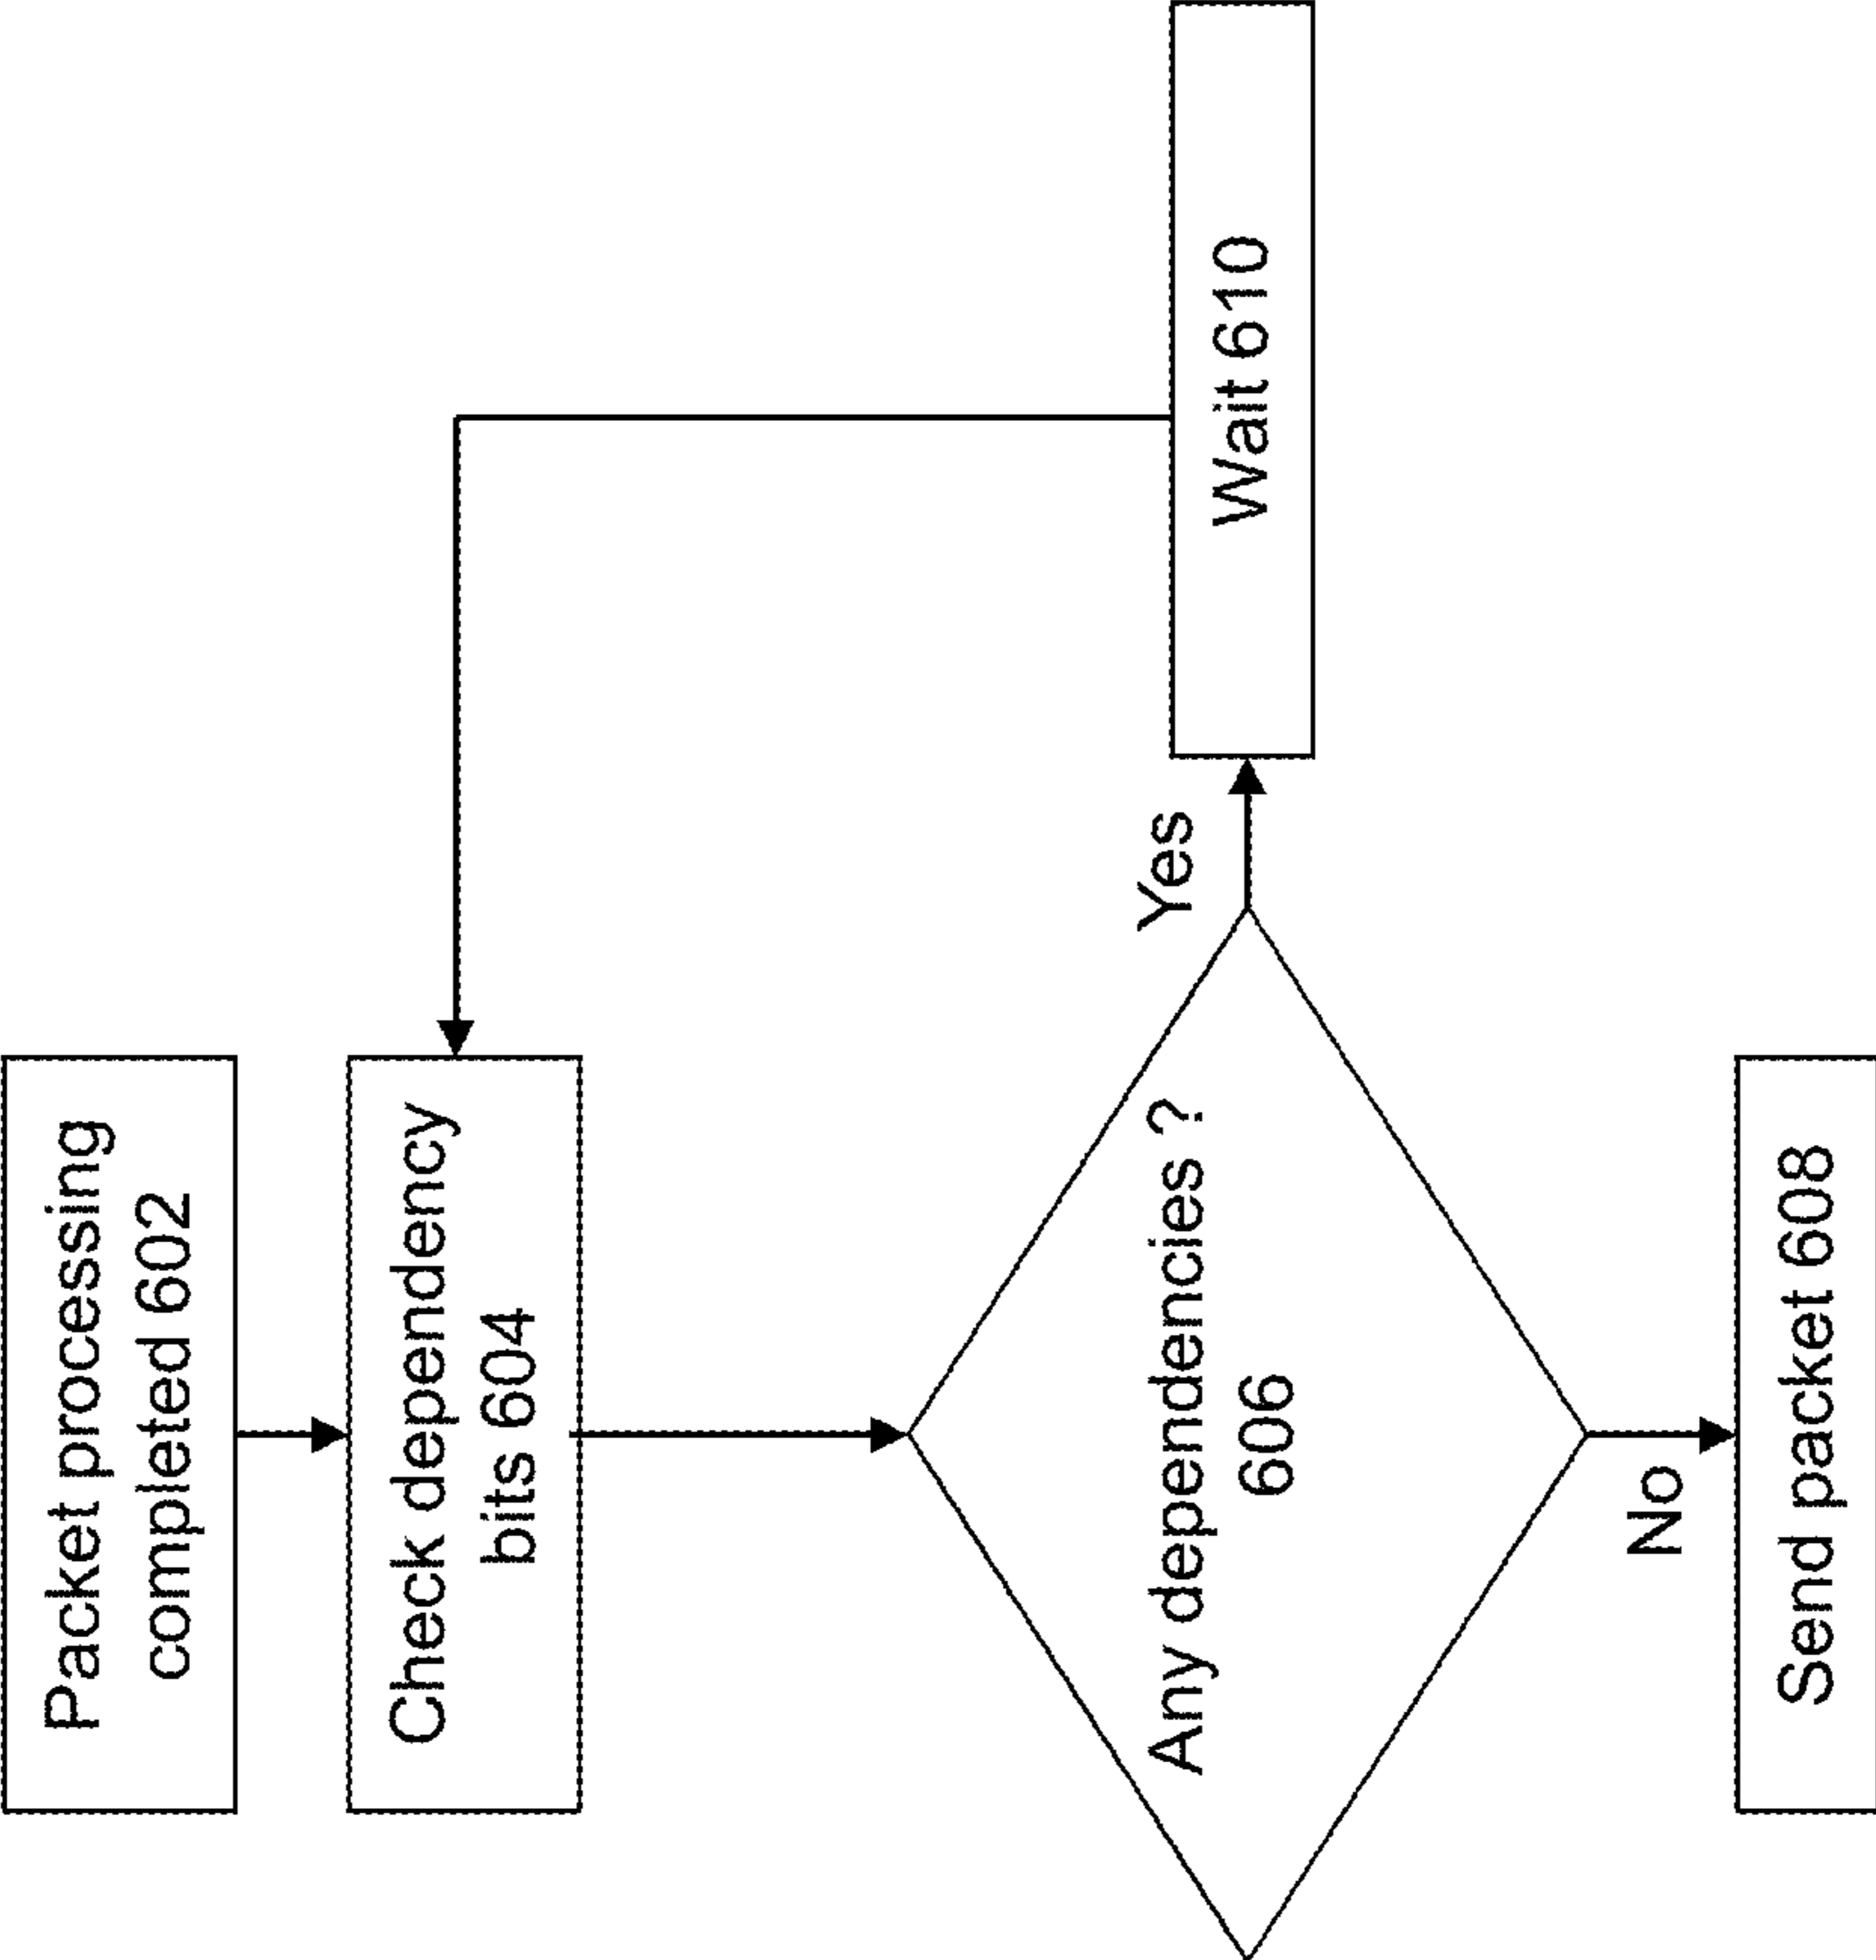 Packet processing
completed 602
Check dependency
bits 604
Any dependencies ?
606
Yes
Wait 610
No
Send packet 608